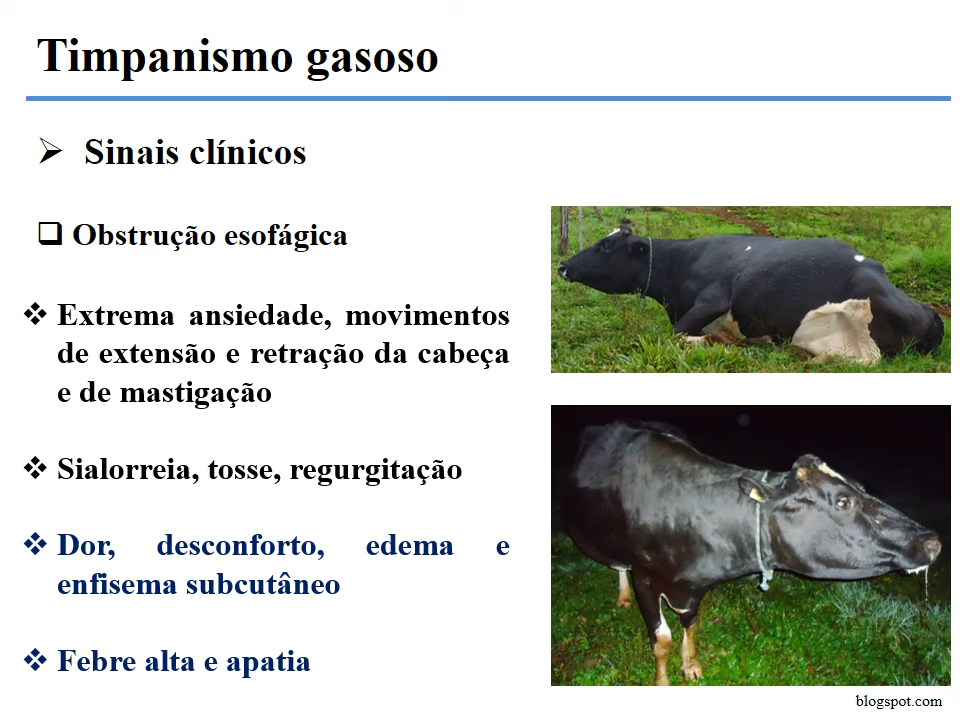 Timpanismo gasoso
Sinais clínicos
Obstrução esofágica
Extrema ansiedade, movimentos
de extensão e retração da cabeça
e de mastigação
Sialorreia, tosse, regurgitação
Dor, desconforto, edema e
enfisema subcutâneo
Febre alta e apatia
blogspot.com